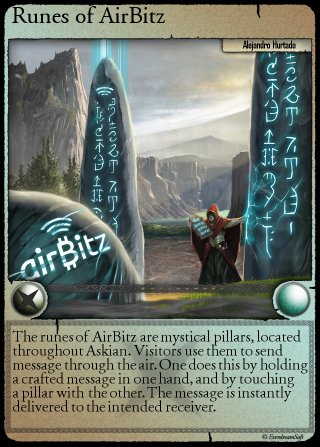 Runes of AirBitz
Alejandro Hurtado
airBitz
The runes of AirBitz are mystical pillars, located
throughout Askian. Visitors use them to send
message through the air. One does this by holding
a crafted message in one hand, and by touching
a pillar with the other. The message is instantly
delivered to the intended receiver.
© EverdreamSoft